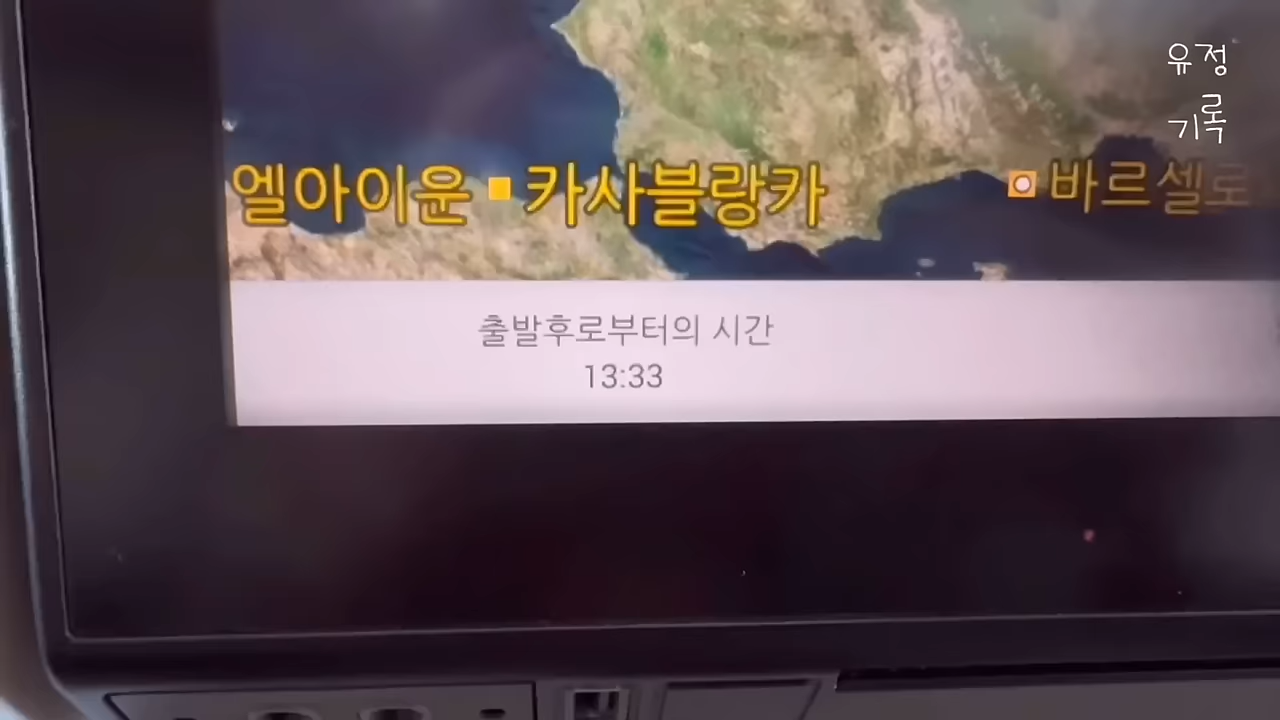 유정
기록
엘아이윤 카사블랑카
바르셀로
출발후로부터의 시간
13:33